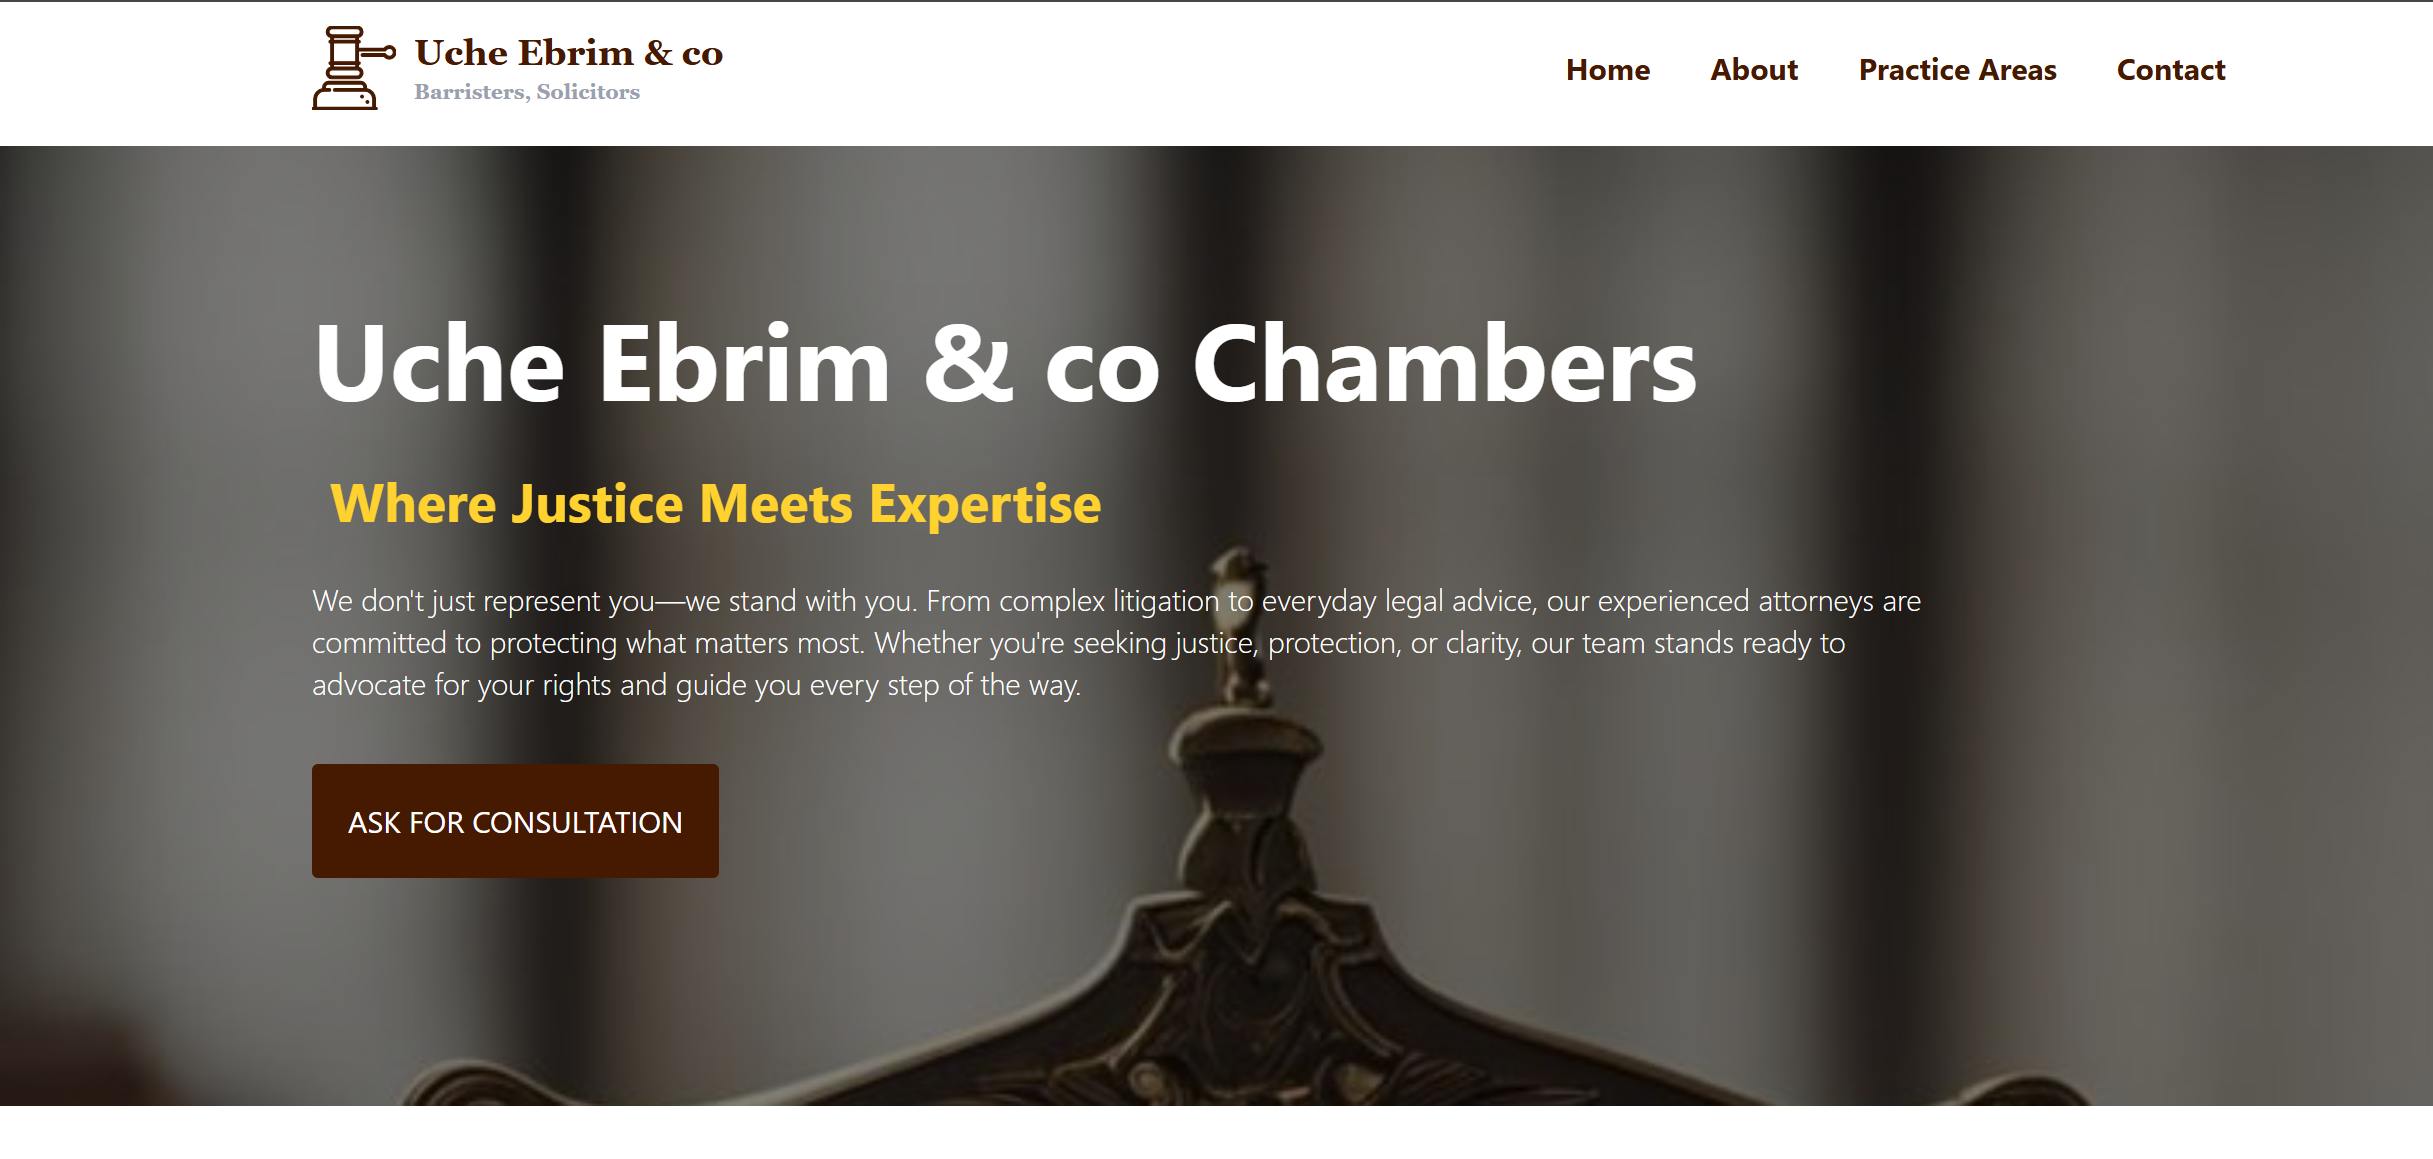 Uche Ebrim & co
Barristers, Solicitors
Home About Practice Areas Contact
Uche Ebrim & co Chambers
Where Justice Meets Expertise
We don't just represent you—we stand with you. From complex litigation to everyday legal advice, our experienced attorneys are
committed to protecting what matters most. Whether you're seeking justice, protection, or clarity, our team stands ready to
advocate for your rights and guide you every step of the way.
ASK FOR CONSULTATION